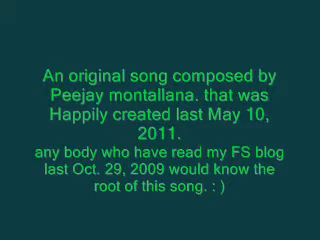 An original song composed by
Peejay montallana. that was
Happily created last May 10,
2011.
any body who have read my FS blog
last Oct. 29, 2009 would know the
root of this song. : )